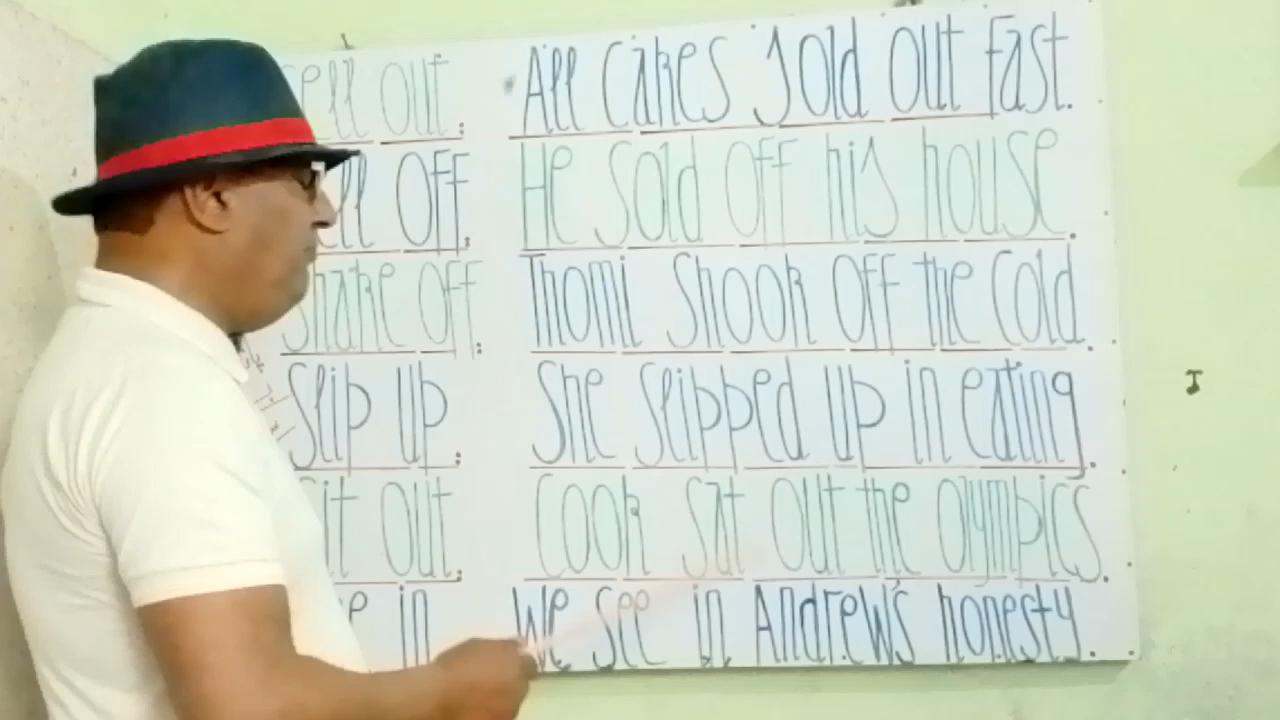 ell out. All Cakes Sold out fast.
ll off. He Sold off his house.
Shake off. Thomi Shook off the Cold.
Slip up. She Slipped up in eating.
it out. Cook Sat out the Olympics.
e in We See in Andrew's honesty.